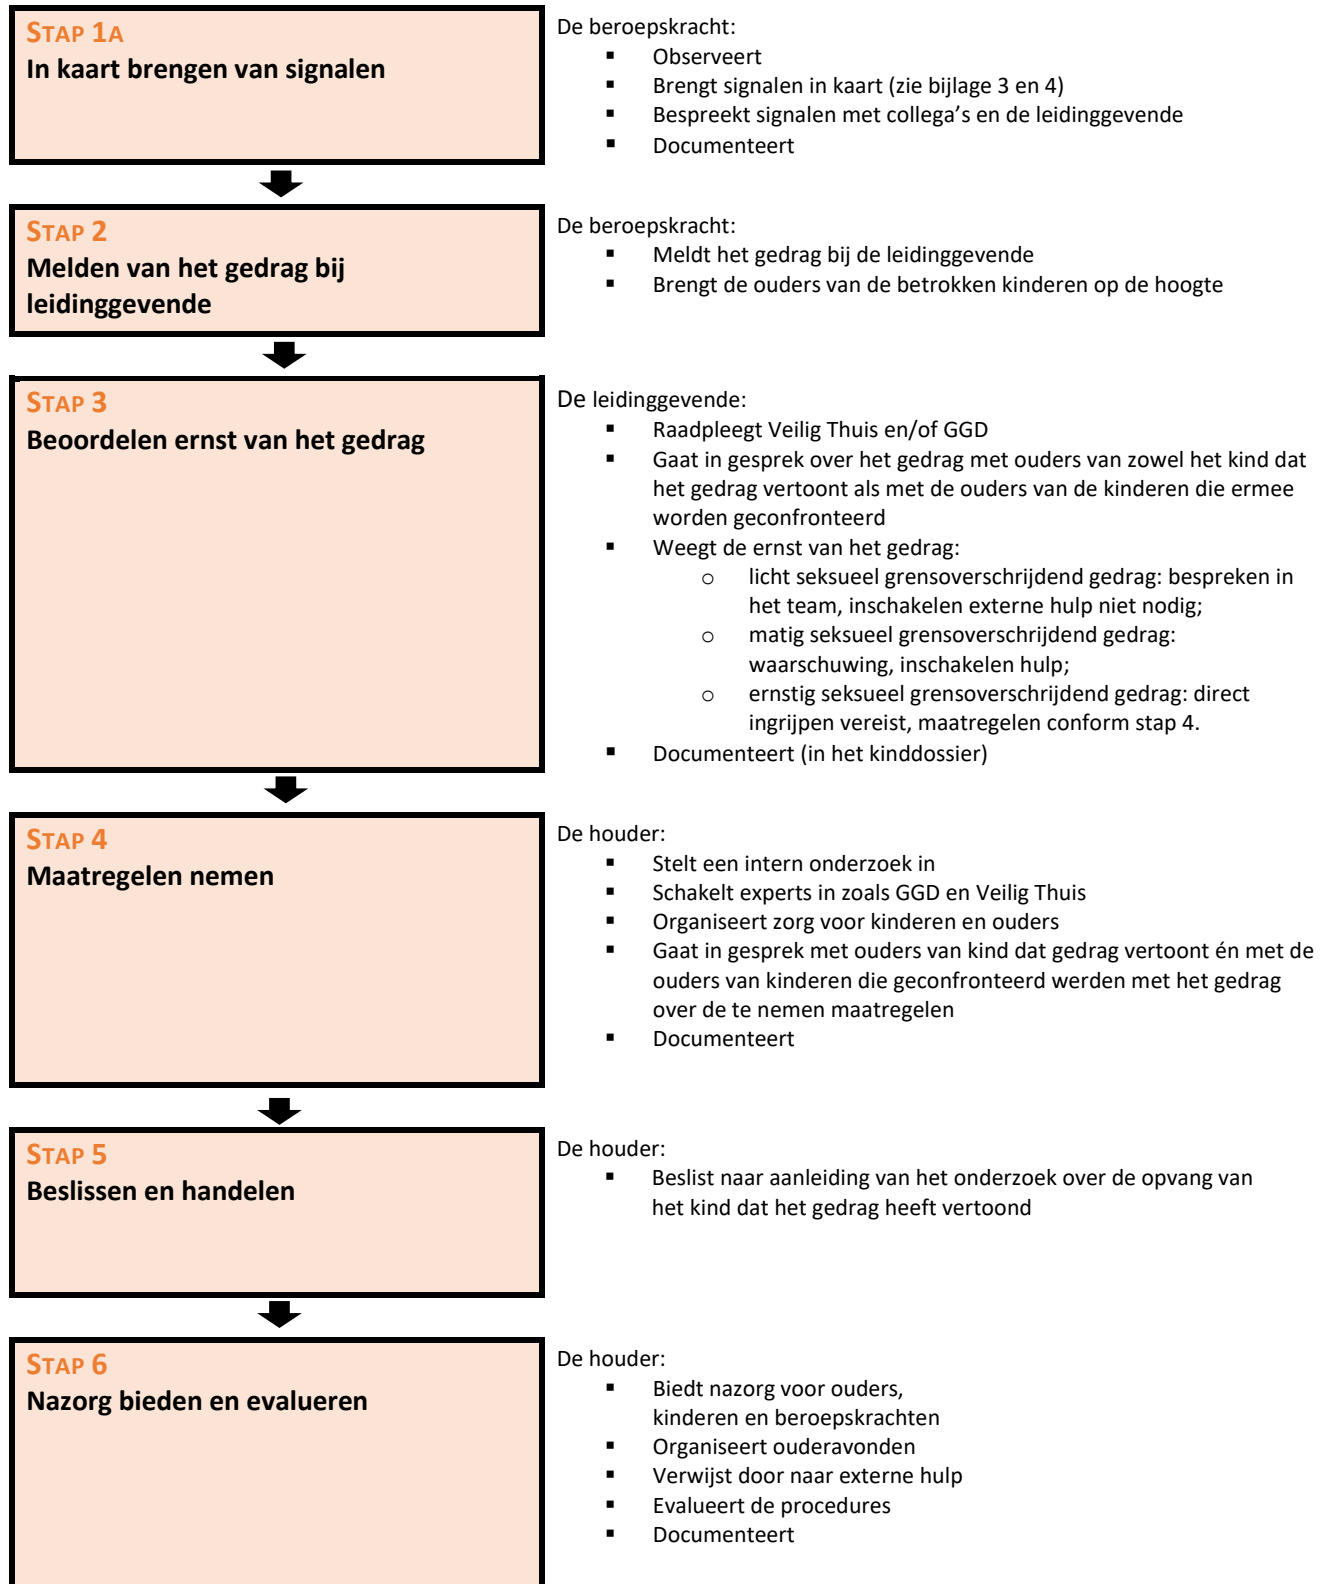 STAP 1A
In kaart brengen van signalen
De beroepskracht:
▪ Observeert
▪ Brengt signalen in kaart (zie bijlage 3 en 4)
▪ Bespreekt signalen met collega’s en de leidinggevende
▪ Documenteert
STAP 2
Melden van het gedrag bij
leidinggevende
De beroepskracht:
▪ Meldt het gedrag bij de leidinggevende
▪ Brengt de ouders van de betrokken kinderen op de hoogte
STAP 3
Beoordelen ernst van het gedrag
De leidinggevende:
▪ Raadpleegt Veilig Thuis en/of GGD
▪ Gaat in gesprek over het gedrag met ouders van zowel het kind dat
het gedrag vertoont als met de ouders van de kinderen die ermee
worden geconfronteerd
▪ Weegt de ernst van het gedrag:
o licht seksueel grensoverschrijdend gedrag: bespreken in
het team, inschakelen externe hulp niet nodig;
o matig seksueel grensoverschrijdend gedrag:
waarschuwing, inschakelen hulp;
o ernstig seksueel grensoverschrijdend gedrag: direct
ingrijpen vereist, maatregelen conform stap 4.
▪ Documenteert (in het kinddossier)
STAP 4
Maatregelen nemen
De houder:
▪ Stelt een intern onderzoek in
▪ Schakelt experts in zoals GGD en Veilig Thuis
▪ Organiseert zorg voor kinderen en ouders
▪ Gaat in gesprek met ouders van kind dat gedrag vertoont én met de
ouders van kinderen die geconfronteerd werden met het gedrag
over de te nemen maatregelen
▪ Documenteert
STAP 5
Beslissen en handelen
De houder:
▪ Beslist naar aanleiding van het onderzoek over de opvang van
het kind dat het gedrag heeft vertoond
STAP 6
Nazorg bieden en evalueren
De houder:
▪ Biedt nazorg voor ouders,
kinderen en beroepskrachten
▪ Organiseert ouderavonden
▪ Verwijst door naar externe hulp
▪ Evalueert de procedures
▪ Documenteert